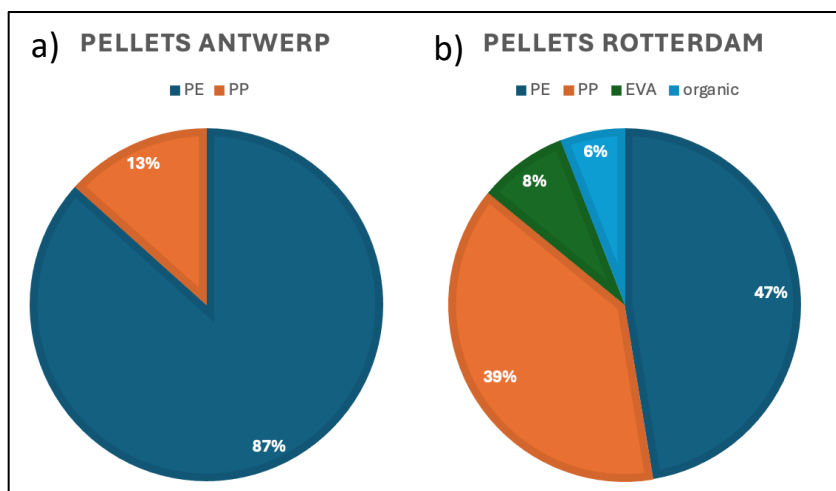 a) PELLETS ANTWERP
PE PP
13%
87%
b) PELLETS ROTTERDAM
PE PP EVA organic
6%
8%
47%
39%